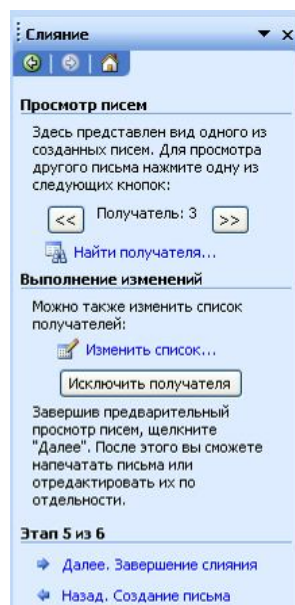 Слияние
Просмотр писем
Здесь представлен вид одного из
созданных писем. Для просмотра
другого письма нажмите одну из
следующих кнопок:
<< Получатель: 3 >>
Найти получателя...
Выполнение изменений
Можно также изменить список
получателей:
Изменить список...
Исключить получателя
Завершив предварительный
просмотр писем, щелкните
"Далее". После этого вы сможете
напечатать письма или
отредактировать их по
отдельности.
Этап 5 из 6
Далее. Завершение слияния
Назад. Создание письма